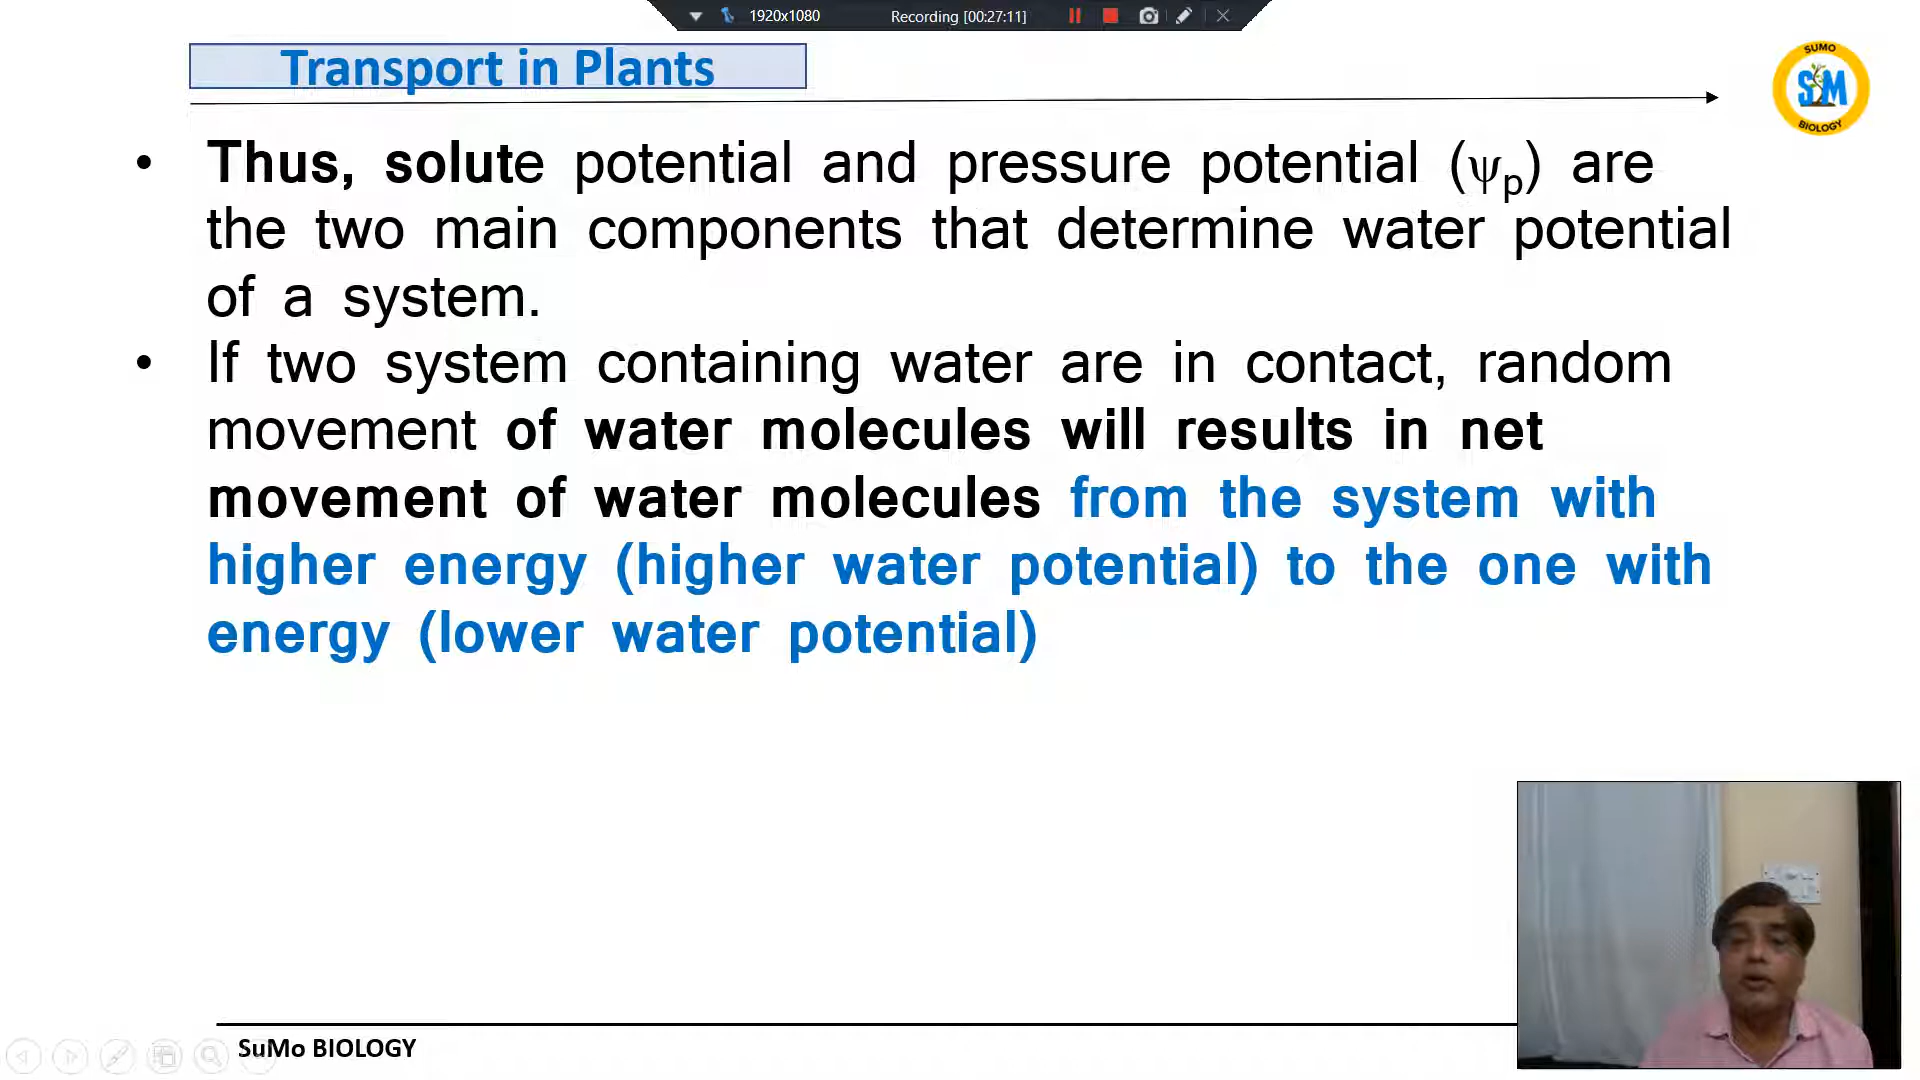 1920x1080 Recording [00:27:11]
Transport in Plants
SUMO
SM
BIOLOGY
• Thus, solute potential and pressure potential (ψp) are
the two main components that determine water potential
of a system.
• If two system containing water are in contact, random
movement of water molecules will results in net
movement of water molecules from the system with
higher energy (higher water potential) to the one with
energy (lower water potential)
SuMo BIOLOGY